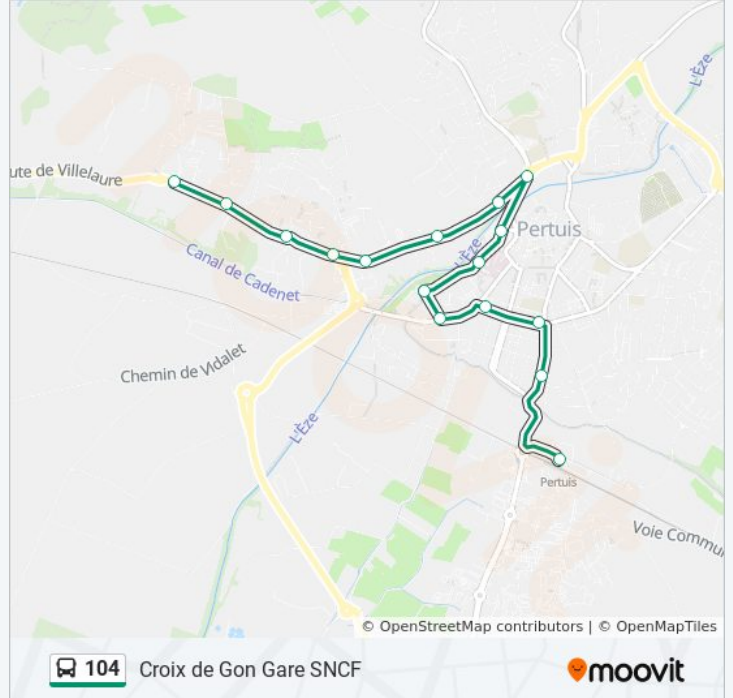 L'Èze
ute de Villelaure
Pertuis
L'Èze
Canal de Cadenet
Chemin de Vidalet
L'Èze
Pertuis
Voie Commu
© OpenStreetMap contributors | © OpenMapTiles
104 Croix de Gon Gare SNCF
moovit